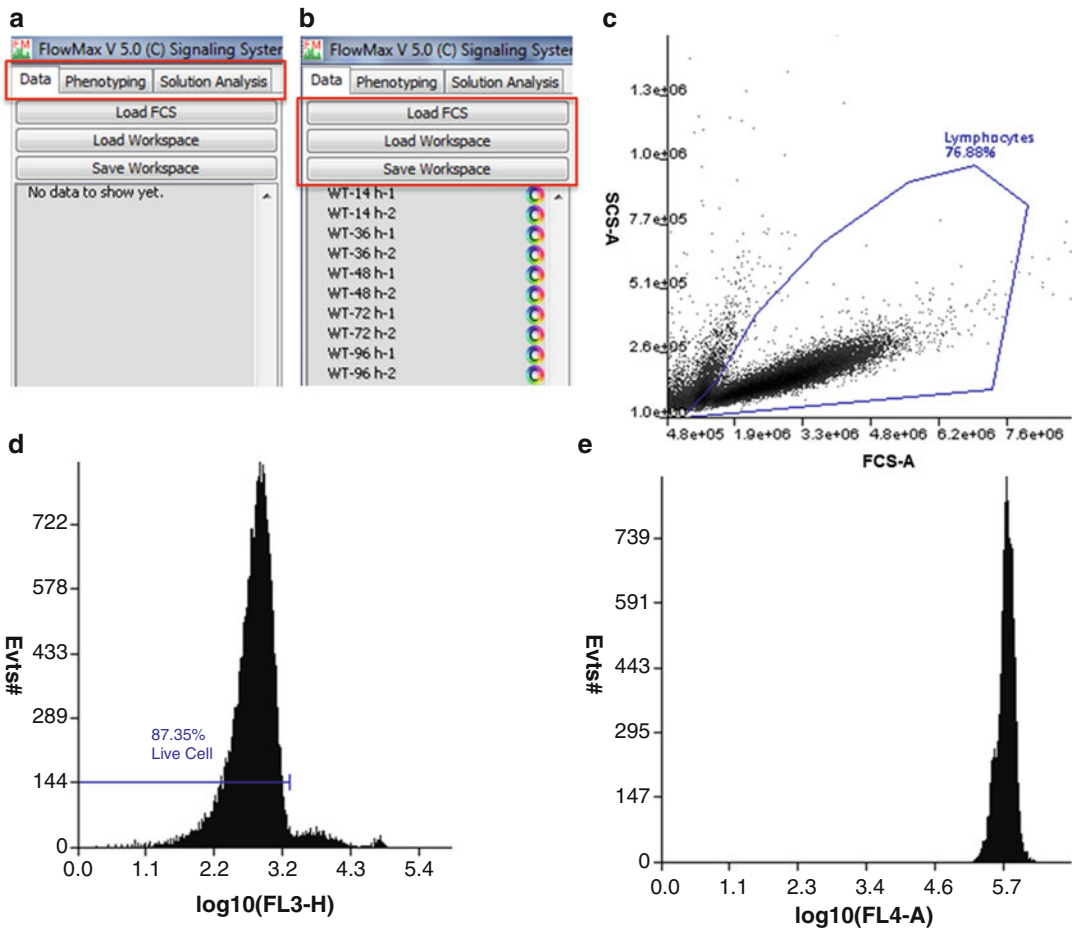 a
FM FlowMax V 5.0 (C) Signaling System
Data Phenotyping Solution Analysis
Load FCS
Load Workspace
Save Workspace
No data to show yet.
b
FM FlowMax V 5.0 (C) Signaling System
Data Phenotyping Solution Analysis
Load FCS
Load Workspace
Save Workspace
WT-14 h-1
WT-14 h-2
WT-36 h-1
WT-36 h-2
WT-48 h-1
WT-48 h-2
WT-72 h-1
WT-72 h-2
WT-96 h-1
WT-96 h-2
c
SCS-A
1.3e+06
1.0e+06
7.7e+05
5.1e+05
2.6e+05
1.0e+00
Lymphocytes
76.88%
4.8e+05 1.9e+06 3.3e+06 4.8e+06 6.2e+06 7.6e+06
FCS-A
d
Evts#
722
578
433
289
144
0
87.35%
Live Cell
0.0 1.1 2.2 3.2 4.3 5.4
log10(FL3-H)
e
Evts#
739
591
443
295
147
0
0.0 1.1 2.3 3.4 4.6 5.7
log10(FL4-A)